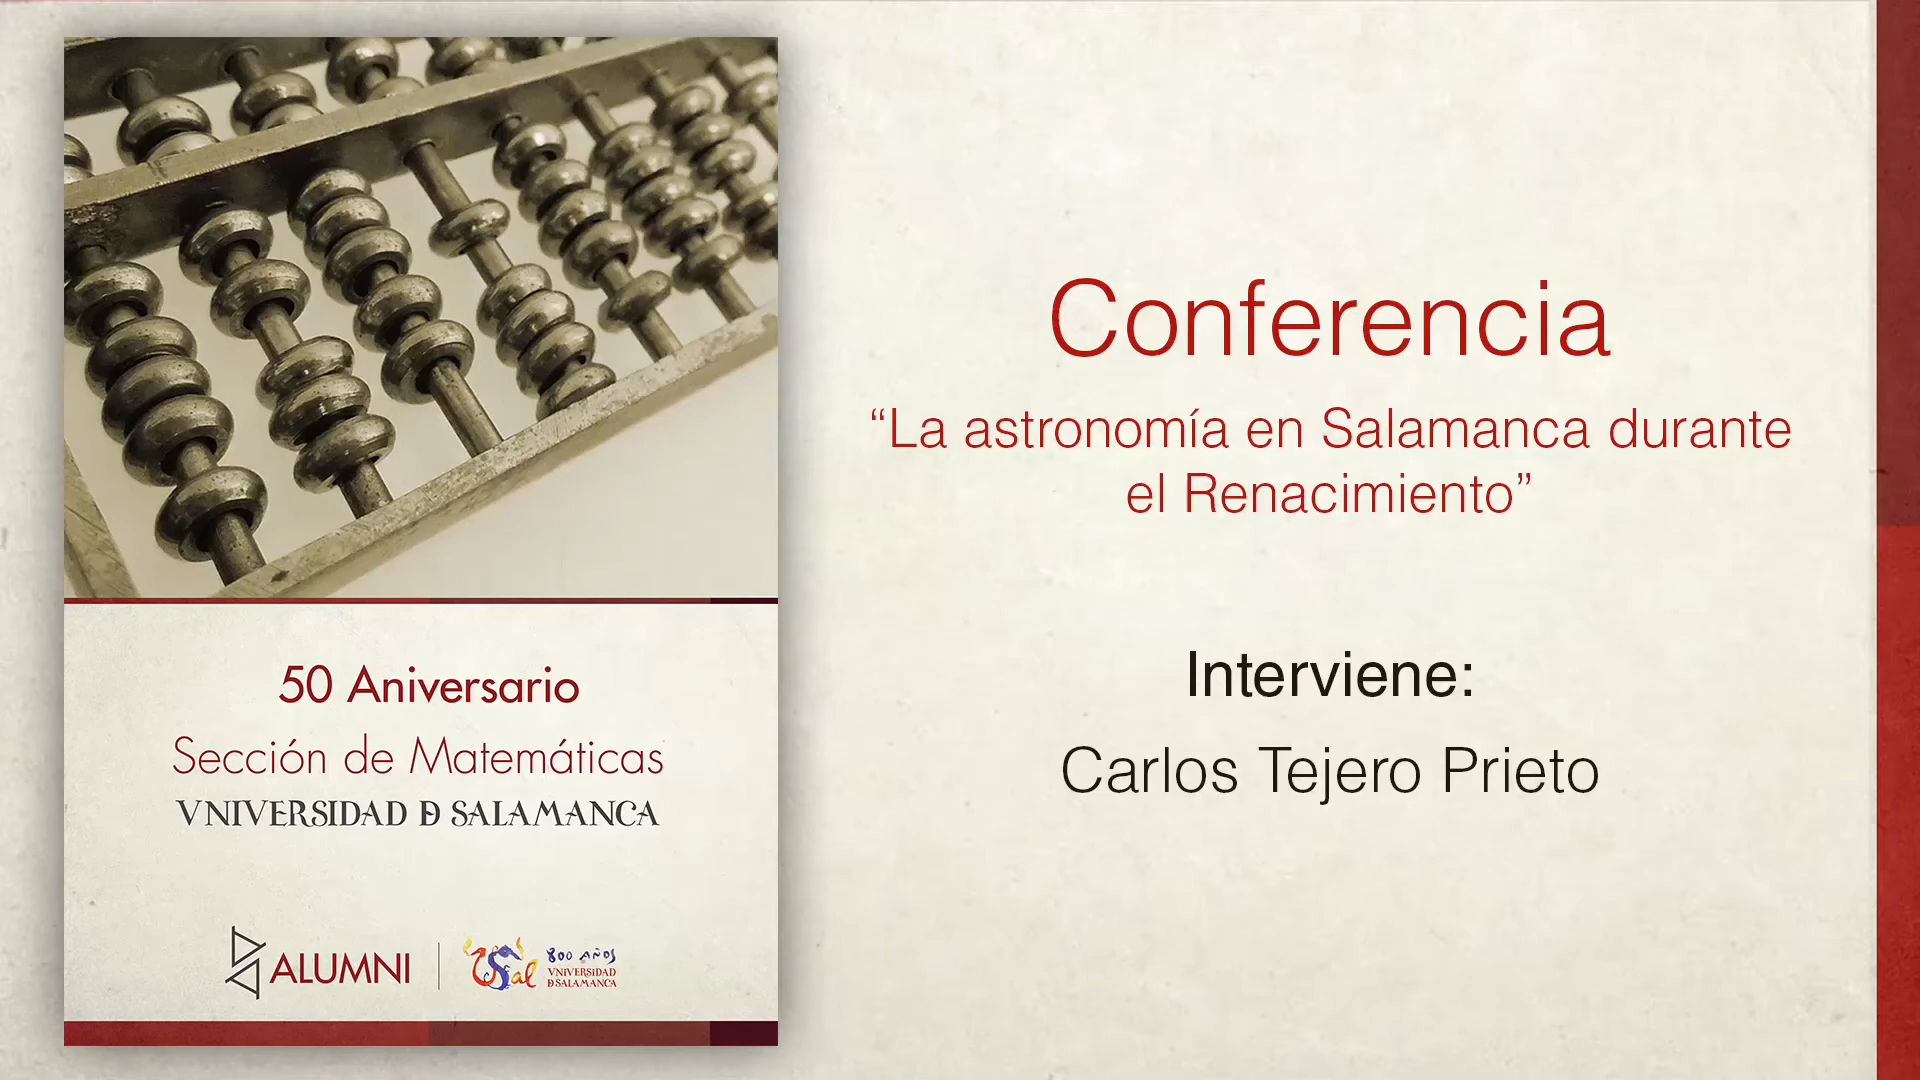 50 Aniversario
Sección de Matemáticas
VNIVERSIDAD D SALAMANCA
ALUMNI
USal
800 AÑOS
VNIVERSIDAD
D SALAMANCA
Conferencia
“La astronomía en Salamanca durante
el Renacimiento”
Interviene:
Carlos Tejero Prieto